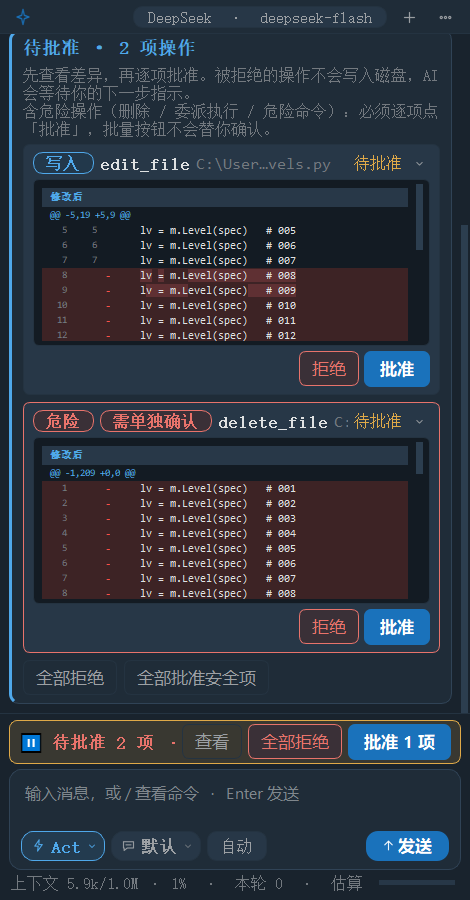 DeepSeek · deepseek-flash
待批准 · 2 项操作
先查看差异，再逐项批准。被拒绝的操作不会写入磁盘，AI
会等待你的下一步指示。
含危险操作（删除 / 委派执行 / 危险命令）：必须逐项点
「批准」，批量按钮不会替你确认。
写入 edit_file C:\User…vels.py 待批准
修改后
@@ -5,19 +5,9 @@
5 5 lv = m.Level(spec) # 005
6 6 lv = m.Level(spec) # 006
7 7 lv = m.Level(spec) # 007
8 - lv = m.Level(spec) # 008
9 - lv = m.Level(spec) # 009
10 - lv = m.Level(spec) # 010
11 - lv = m.Level(spec) # 011
12 - lv = m.Level(spec) # 012
拒绝 批准
危险 需单独确认 delete_file C: 待批准
修改后
@@ -1,209 +0,0 @@
1 - lv = m.Level(spec) # 001
2 - lv = m.Level(spec) # 002
3 - lv = m.Level(spec) # 003
4 - lv = m.Level(spec) # 004
5 - lv = m.Level(spec) # 005
6 - lv = m.Level(spec) # 006
7 - lv = m.Level(spec) # 007
8 - lv = m.Level(spec) # 008
拒绝 批准
全部拒绝 全部批准安全项
待批准 2 项 · 查看 全部拒绝 批准 1 项
输入消息，或 / 查看命令 · Enter 发送
Act 默认 自动 ↑ 发送
上下文 5.9k/1.0M · 1% · 本轮 0 · 估算